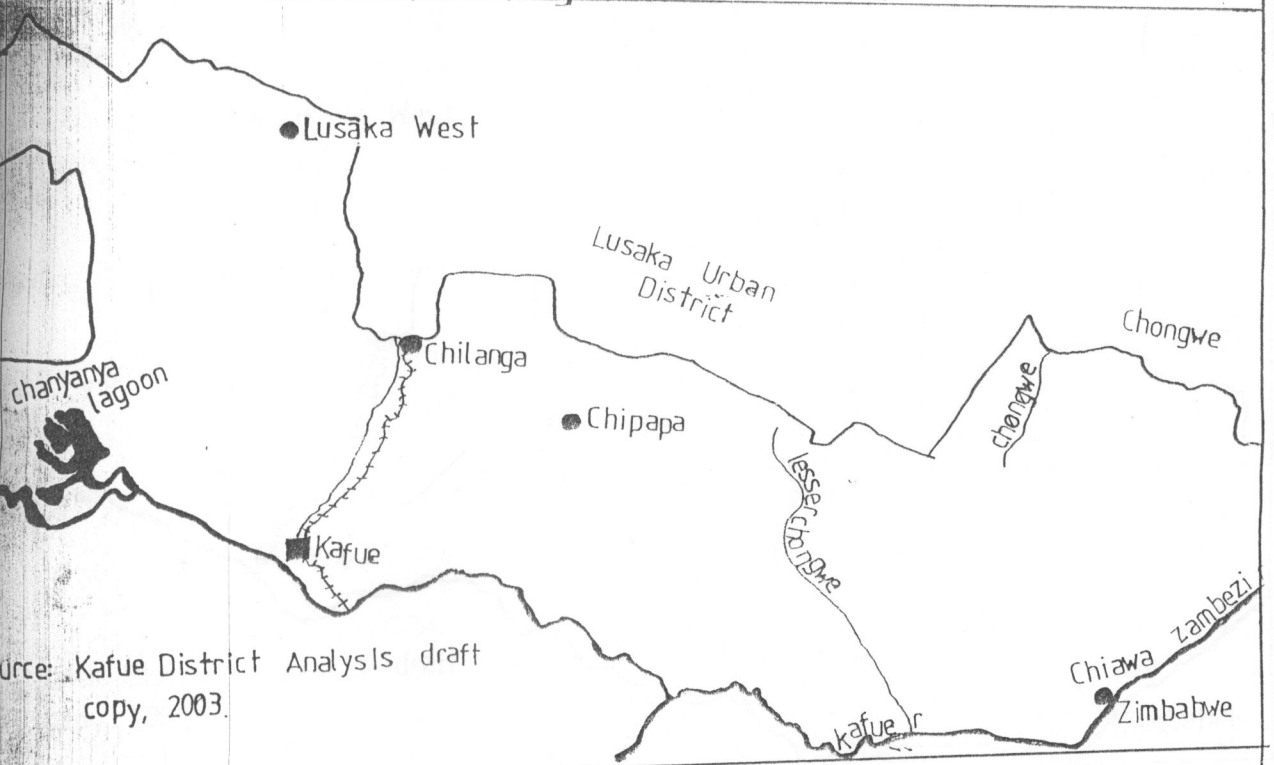 Lusaka West
Lusaka Urban
District
Chongwe
chongwe
Chilanga
chanyanya
lagoon
Chipapa
lesser chongwe
Kafue
zambezi
Chiawa
Zimbabwe
kafue r
urce: Kafue District Analysis draft
copy, 2003.